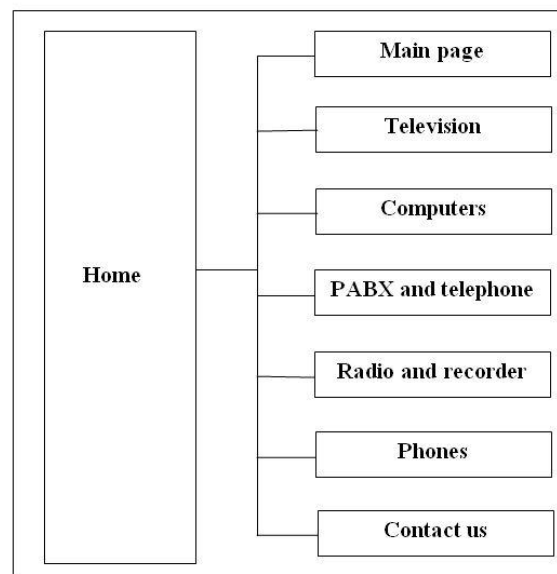 Home
Main page
Television
Computers
PABX and telephone
Radio and recorder
Phones
Contact us